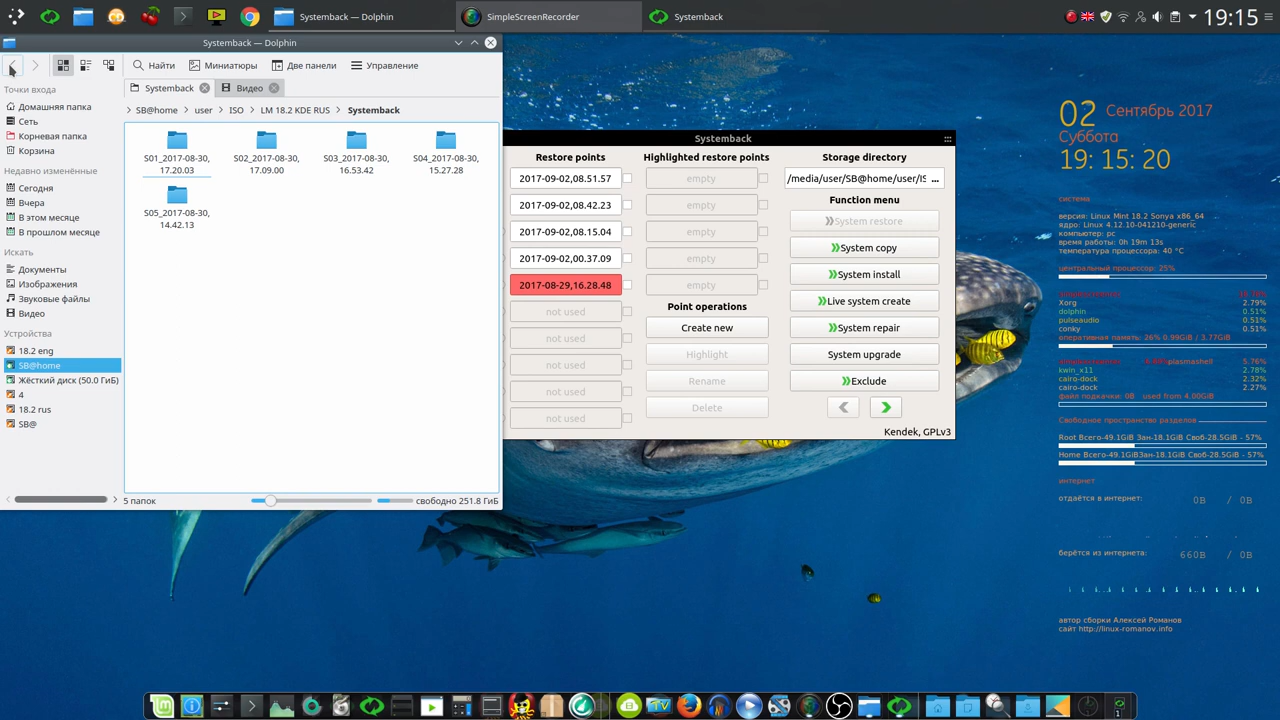 Systemback — Dolphin
SimpleScreenRecorder
Systemback
19:15
Systemback — Dolphin
Найти
Миниатюры
Две панели
Управление
Точки входа
Домашняя папка
Сеть
Корневая папка
Корзина
Недавно изменённые
Сегодня
Вчера
В этом месяце
В прошлом месяце
Искать
Документы
Изображения
Звуковые файлы
Видео
Устройства
18.2 eng
SB@home
Жёсткий диск (50.0 ГиБ)
4
18.2 rus
SB@
Systemback
Видео
SB@home
user
ISO
LM 18.2 KDE RUS
Systemback
S01_2017-08-30,
17.20.03
S02_2017-08-30,
17.09.00
S03_2017-08-30,
16.53.42
S04_2017-08-30,
15.27.28
S05_2017-08-30,
14.42.13
5 папок
свободно 251.8 ГиБ
Systemback
Restore points
2017-09-02,08.51.57
2017-09-02,08.42.23
2017-09-02,08.15.04
2017-09-02,00.37.09
2017-08-29,16.28.48
not used
not used
not used
not used
not used
Highlighted restore points
empty
empty
empty
empty
empty
Point operations
Create new
Highlight
Rename
Delete
Storage directory
/media/user/SB@home/user/IS ...
Function menu
System restore
System copy
System install
Live system create
System repair
System upgrade
Exclude
Kendek, GPLv3
02 Сентябрь 2017
Суббота
19: 15: 20
система
версия: Linux Mint 18.2 Sonya x86_64
ядро: Linux 4.12.10-041210-generic
компьютер: pc
время работы: 0h 19m 13s
температура процессора: 40 °C
центральный процессор: 25%
Xorg 2.79%
dolphin 0.51%
pulseaudio 0.51%
conky 0.51%
оперативная память: 26% 0.99GiB / 3.77GiB
plasmashell 5.76%
kwin_x11 2.78%
cairo-dock 2.32%
cairo-dock 2.27%
файл подкачки: 0B used from 4.00GiB
Свободное пространство разделов
Root Всего-49.1GiB Зан-18.1GiB Своб-28.5GiB - 57%
Home Всего-49.1GiBЗан-18.1GiB Своб-28.5GiB - 57%
интернет
отдаётся в интернет: 0B / 0B
берётся из интернета: 660B / 0B
автор сборки Алексей Романов
сайт http://linux-romanov.info
1